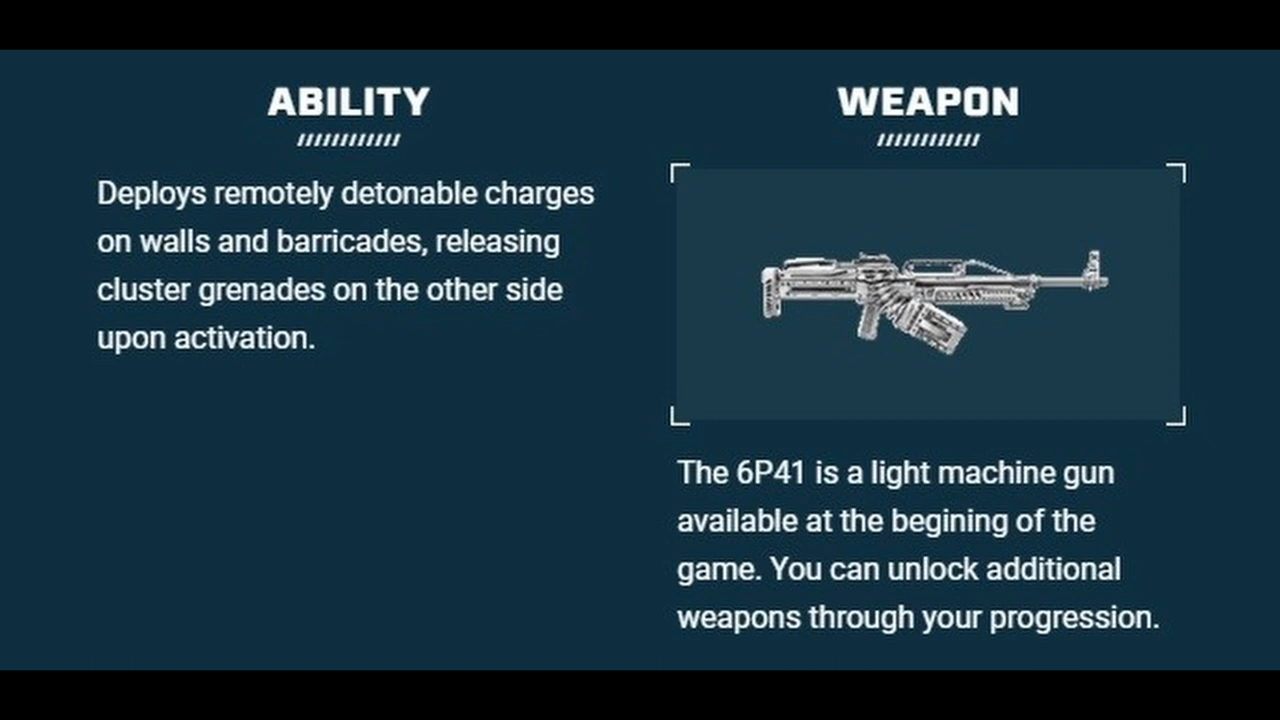 ABILITY
Deploys remotely detonable charges
on walls and barricades, releasing
cluster grenades on the other side
upon activation.
WEAPON
The 6P41 is a light machine gun
available at the begining of the
game. You can unlock additional
weapons through your progression.